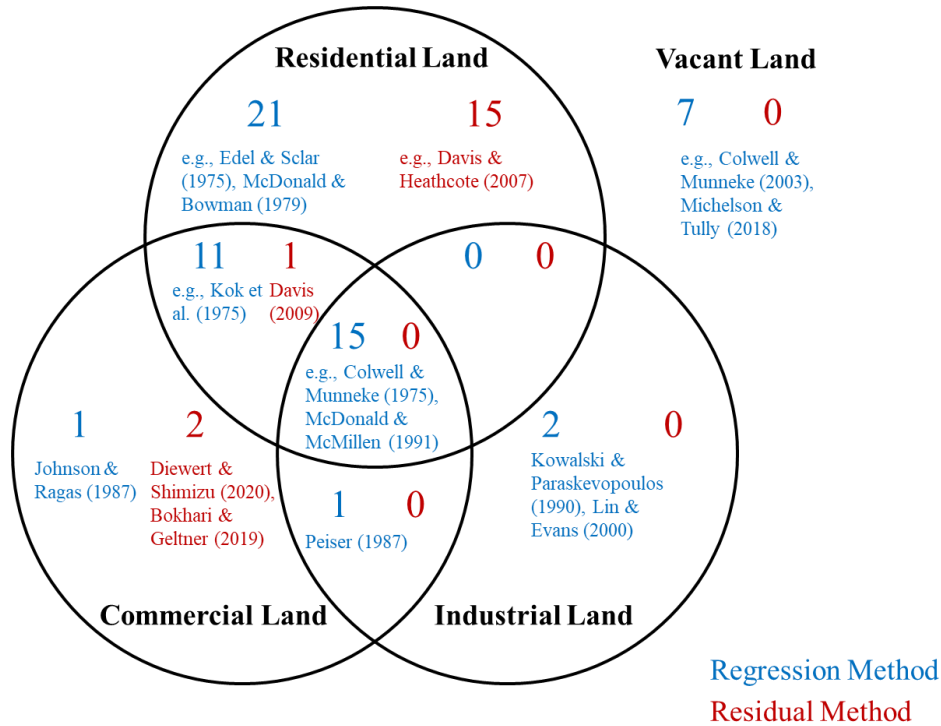 Residential Land
21 15
e.g., Edel & Sclar
(1975), McDonald &
Bowman (1979)
e.g., Davis &
Heathcote (2007)
Vacant Land
7 0
e.g., Colwell &
Munneke (2003),
Michelson &
Tully (2018)
11 1
e.g., Kok et
al. (1975)
Davis
(2009)
0 0
15 0
e.g., Colwell &
Munneke (1975),
McDonald &
McMillen (1991)
1 2
Johnson &
Ragas (1987)
Diewert &
Shimizu (2020),
Bokhari &
Geltner (2019)
2 0
Kowalski &
Paraskevopoulos
(1990), Lin &
Evans (2000)
1 0
Peiser (1987)
Commercial Land
Industrial Land
Regression Method
Residual Method